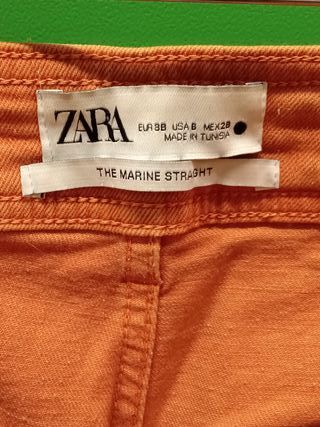 ZARA
EUR 38 USA 6 MEX 28
MADE IN TUNISIA
THE MARINE STRAIGHT